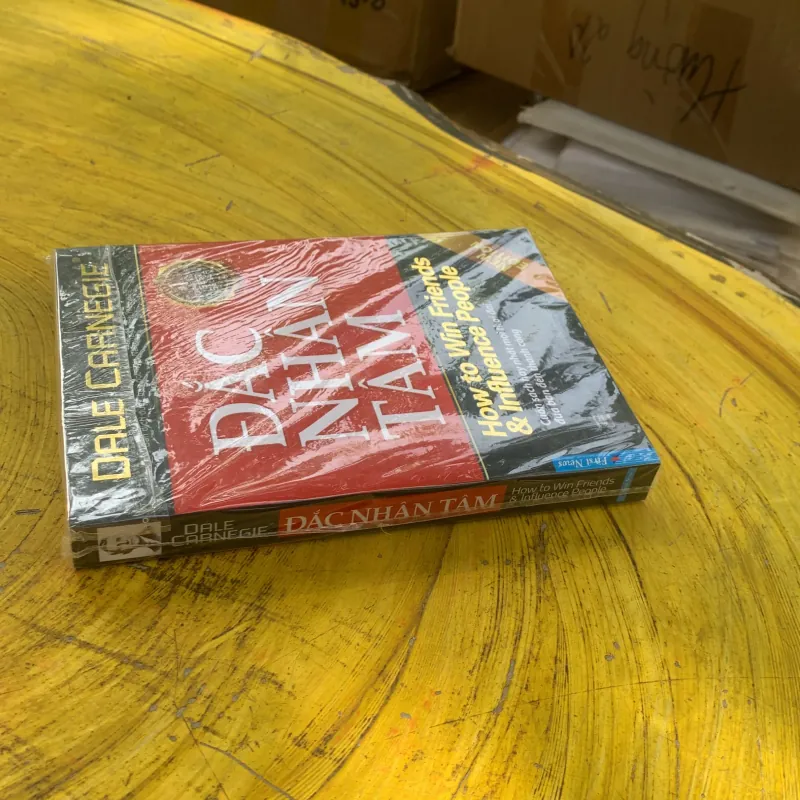 DALE CARNEGIE
ĐẮC
NHÂN
TÂM
How to Win Friends
& Influence People
First News
DALE
CARNEGIE
ĐẮC NHÂN TÂM
How to Win Friends
& Influence People